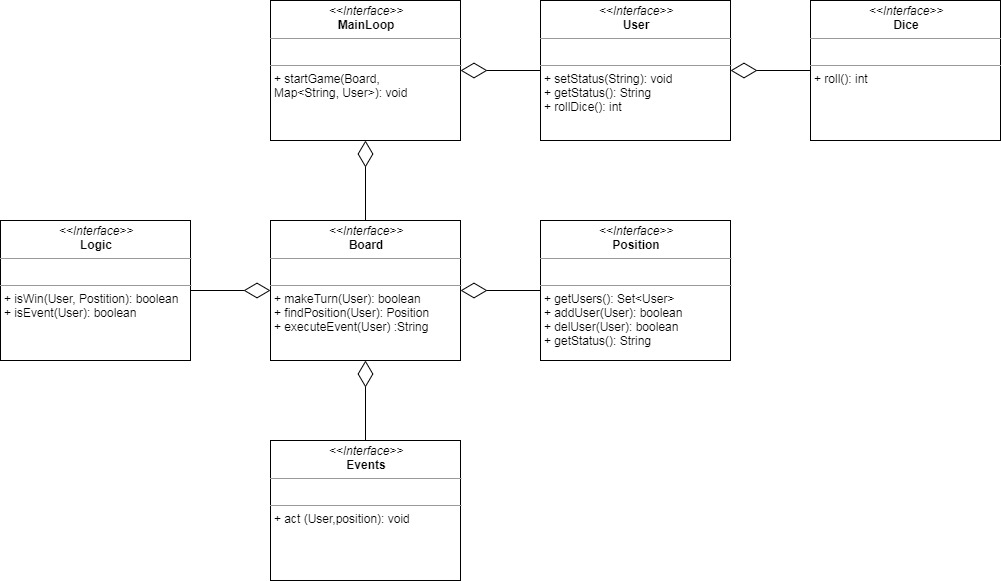 <<Interface>>
MainLoop
+ startGame(Board,
Map<String, User>): void
<<Interface>>
User
+ setStatus(String): void
+ getStatus(): String
+ rollDice(): int
<<Interface>>
Dice
+ roll(): int
<<Interface>>
Logic
+ isWin(User, Postition): boolean
+ isEvent(User): boolean
<<Interface>>
Board
+ makeTurn(User): boolean
+ findPosition(User): Position
+ executeEvent(User) :String
<<Interface>>
Position
+ getUsers(): Set<User>
+ addUser(User): boolean
+ delUser(User): boolean
+ getStatus(): String
<<Interface>>
Events
+ act (User,position): void